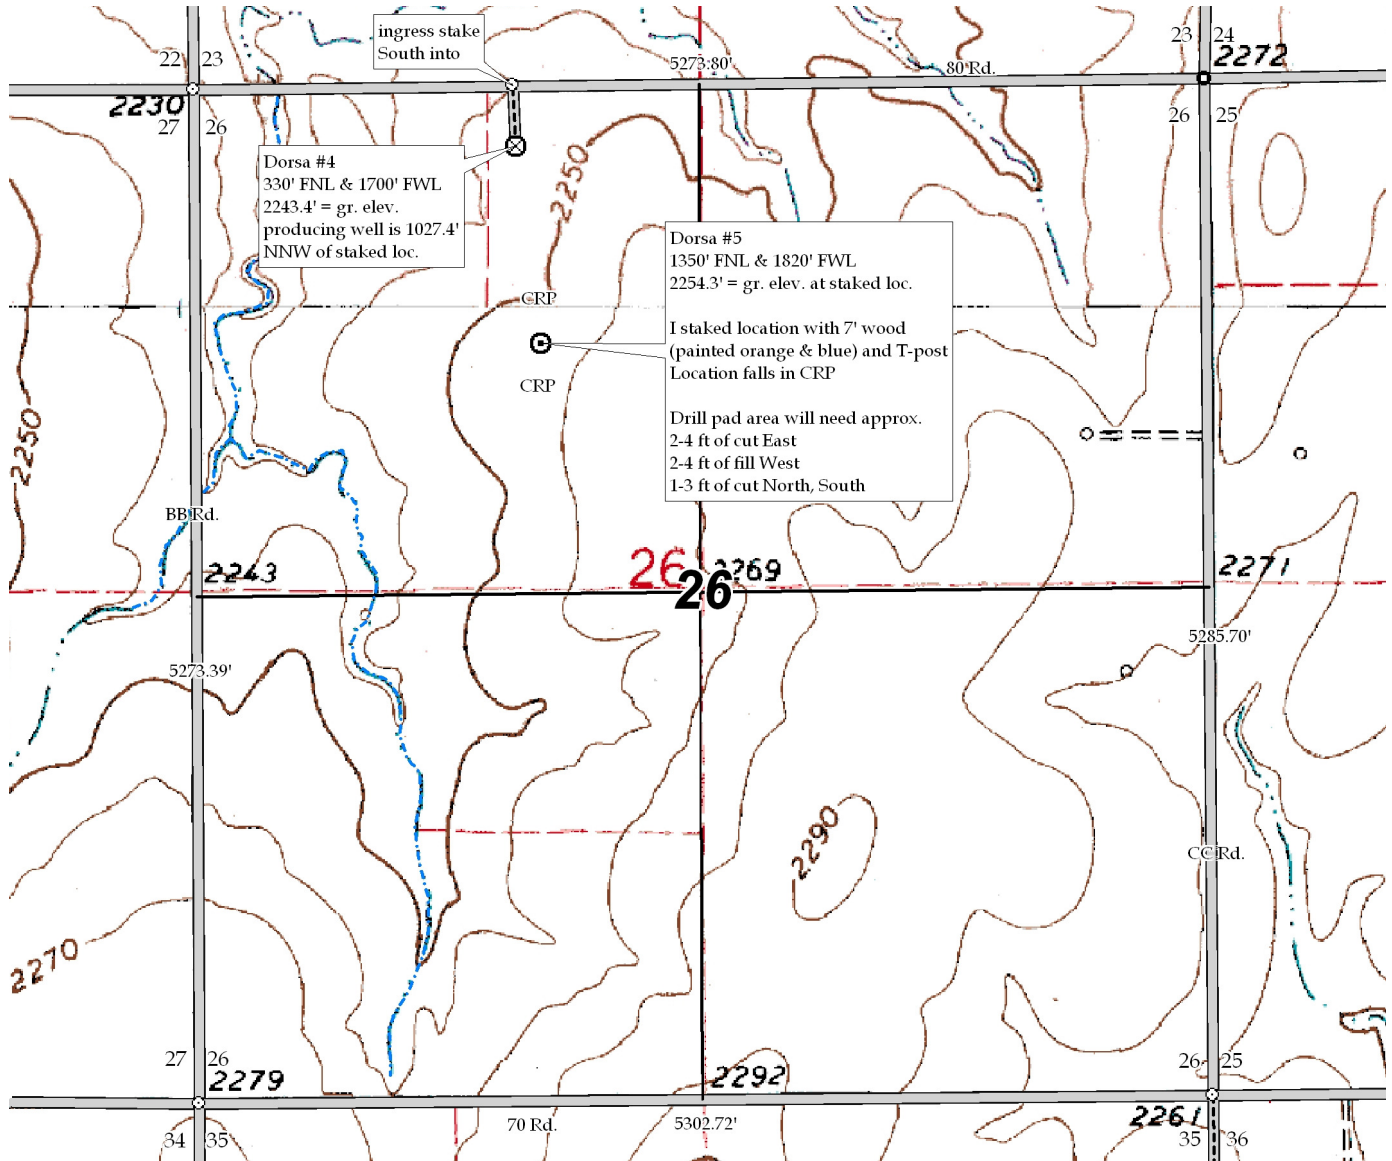 ingress stake
South into
22 23
23 24
2272
5273.80'
80 Rd.
2230
27 26
26 25
Dorsa #4
330' FNL & 1700' FWL
2243.4' = gr. elev.
producing well is 1027.4'
NNW of staked loc.
2250
Dorsa #5
1350' FNL & 1820' FWL
2254.3' = gr. elev. at staked loc.
I staked location with 7' wood
(painted orange & blue) and T-post
Location falls in CRP
Drill pad area will need approx.
2-4 ft of cut East
2-4 ft of fill West
1-3 ft of cut North, South
CRP
CRP
2250
BB Rd.
2243
26
2269
26
2271
5273.39'
5285.70'
2290
CC Rd.
2270
27 26
2279
2292
26 25
2261
34 35
70 Rd.
5302.72'
35 36